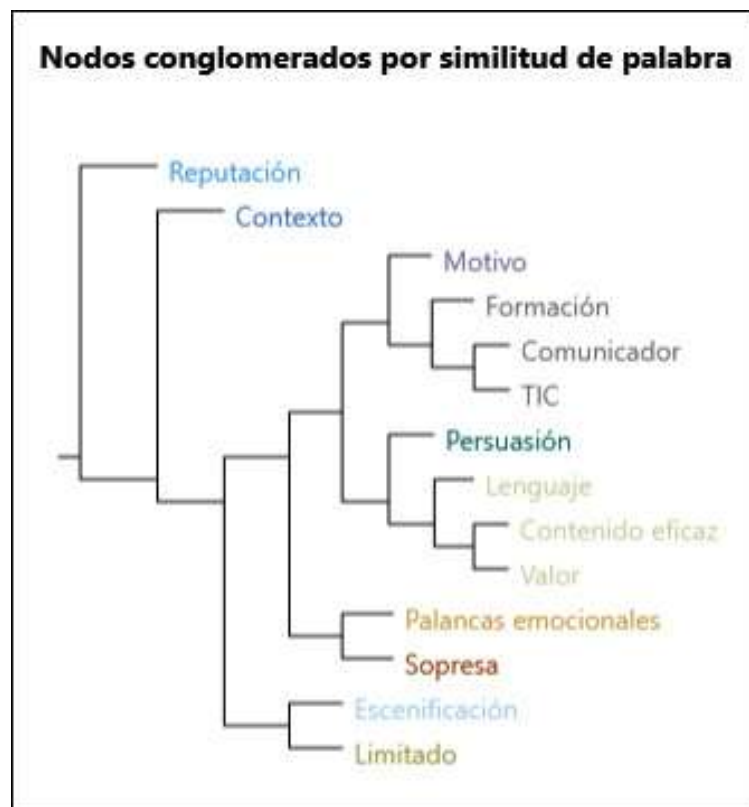 Nodos conglomerados por similitud de palabra
Reputación
Contexto
Motivo
Formación
Comunicador
TIC
Persuasión
Lenguaje
Contenido eficaz
Valor
Palancas emocionales
Sopresa
Escenificación
Limitado